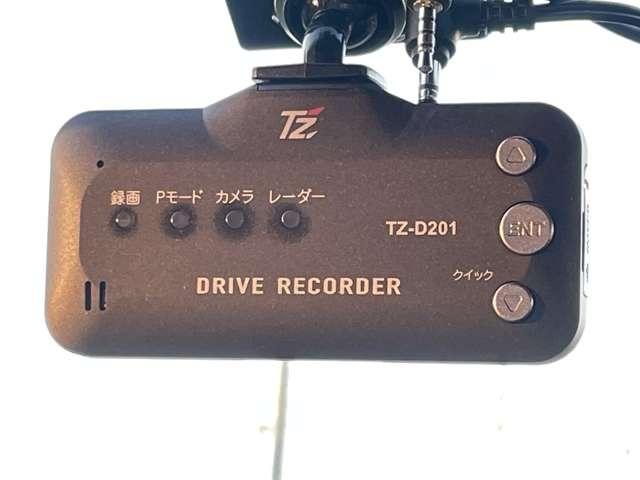 TZ
録画 Pモード カメラ レーダー
TZ-D201
ENT
クイック
DRIVE RECORDER